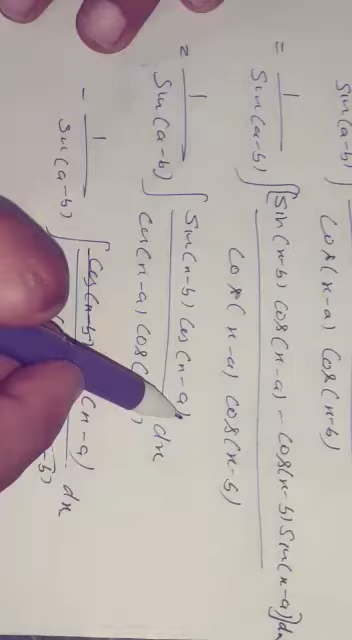 sin(a-b) ∫
cos(x-a) cos(x-b)
= 1
sin(a-b) ∫ [sin(x-b) cos(x-a) - cos(x-b) sin(x-a)] dx
cos(x-a) cos(x-b)
= 1
sin(a-b) ∫ sin(x-b) cos(x-a) dx
cos(x-a) cos(
- 1
sin(a-b) ∫ cos(x-b) (x-a) dx
-b)